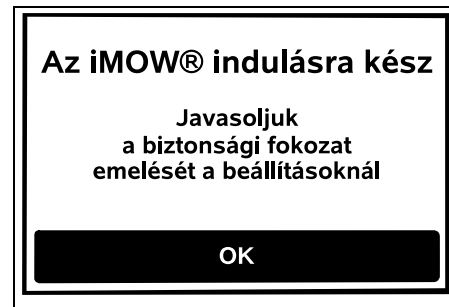 Az iMOW® indulásra kész
Javasoljuk
a biztonsági fokozat
emelését a beállításoknál
OK